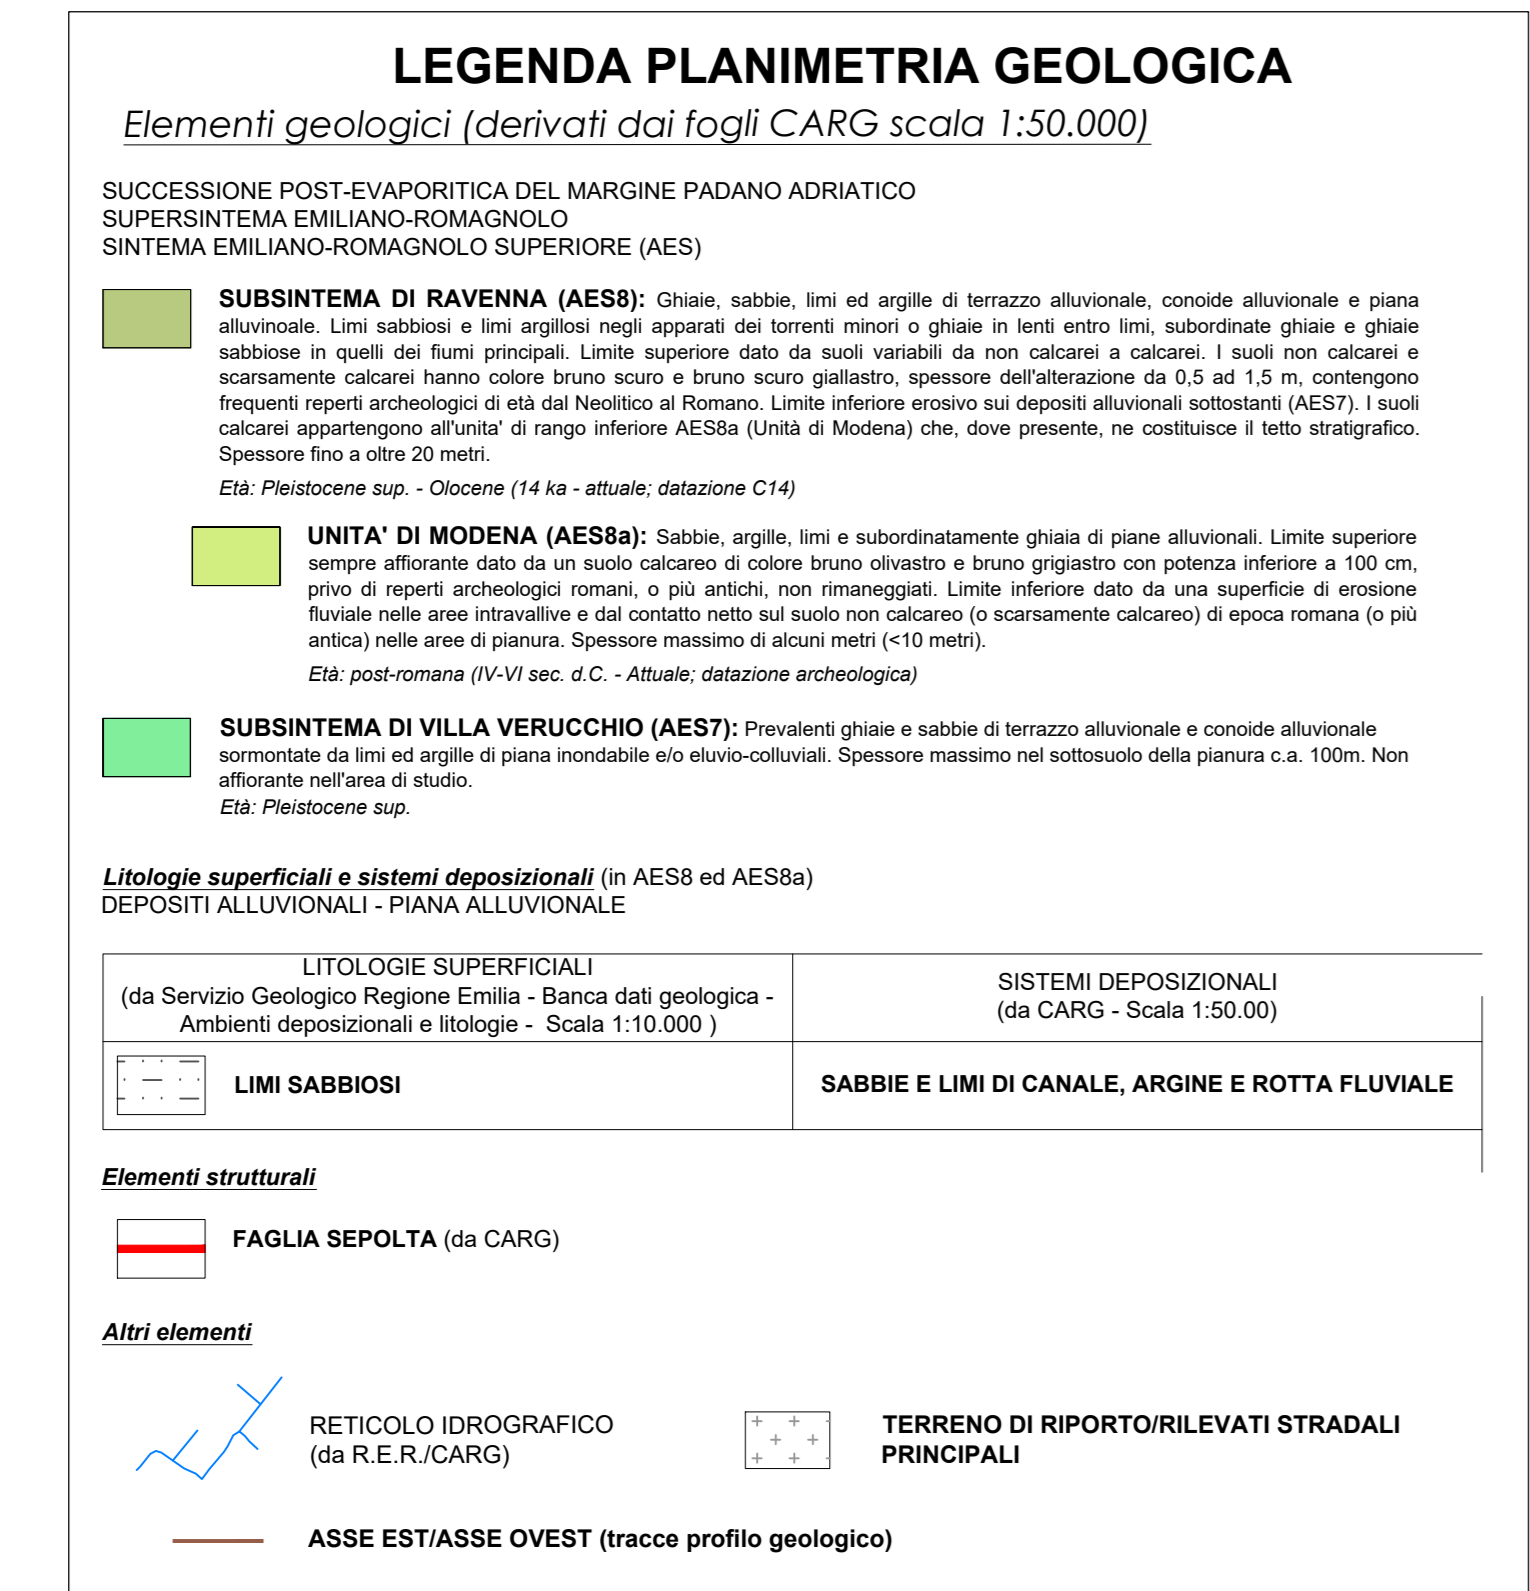 LEGENDA PLANIMETRIA GEOLOGICA
Elementi geologici (derivati dai fogli CARG scala 1:50.000)
SUCCESSIONE POST-EVAPORITICA DEL MARGINE PADANO ADRIATICO
SUPERSINTEMA EMILIANO-ROMAGNOLO
SINTEMA EMILIANO-ROMAGNOLO SUPERIORE (AES)
SUBSINTEMA DI RAVENNA (AES8): Ghiaie, sabbie, limi ed argille di terrazzo alluvionale, conoide alluvionale e piana
alluvinoale. Limi sabbiosi e limi argillosi negli apparati dei torrenti minori o ghiaie in lenti entro limi, subordinate ghiaie e ghiaie
sabbiose in quelli dei fiumi principali. Limite superiore dato da suoli variabili da non calcarei a calcarei. I suoli non calcarei e
scarsamente calcarei hanno colore bruno scuro e bruno scuro giallastro, spessore dell'alterazione da 0,5 ad 1,5 m, contengono
frequenti reperti archeologici di età dal Neolitico al Romano. Limite inferiore erosivo sui depositi alluvionali sottostanti (AES7). I suoli
calcarei appartengono all'unita' di rango inferiore AES8a (Unità di Modena) che, dove presente, ne costituisce il tetto stratigrafico.
Spessore fino a oltre 20 metri.
Età: Pleistocene sup. - Olocene (14 ka - attuale; datazione C14)
UNITA' DI MODENA (AES8a): Sabbie, argille, limi e subordinatamente ghiaia di piane alluvionali. Limite superiore
sempre affiorante dato da un suolo calcareo di colore bruno olivastro e bruno grigiastro con potenza inferiore a 100 cm,
privo di reperti archeologici romani, o più antichi, non rimaneggiati. Limite inferiore dato da una superficie di erosione
fluviale nelle aree intravallive e dal contatto netto sul suolo non calcareo (o scarsamente calcareo) di epoca romana (o più
antica) nelle aree di pianura. Spessore massimo di alcuni metri (<10 metri).
Età: post-romana (IV-VI sec. d.C. - Attuale; datazione archeologica)
SUBSINTEMA DI VILLA VERUCCHIO (AES7): Prevalenti ghiaie e sabbie di terrazzo alluvionale e conoide alluvionale
sormontate da limi ed argille di piana inondabile e/o eluvio-colluviali. Spessore massimo nel sottosuolo della pianura c.a. 100m. Non
affiorante nell'area di studio.
Età: Pleistocene sup.
Litologie superficiali e sistemi deposizionali (in AES8 ed AES8a)
DEPOSITI ALLUVIONALI - PIANA ALLUVIONALE
LITOLOGIE SUPERFICIALI
(da Servizio Geologico Regione Emilia - Banca dati geologica -
Ambienti deposizionali e litologie - Scala 1:10.000 )
SISTEMI DEPOSIZIONALI
(da CARG - Scala 1:50.00)
LIMI SABBIOSI
SABBIE E LIMI DI CANALE, ARGINE E ROTTA FLUVIALE
Elementi strutturali
FAGLIA SEPOLTA (da CARG)
Altri elementi
RETICOLO IDROGRAFICO
(da R.E.R./CARG)
TERRENO DI RIPORTO/RILEVATI STRADALI
PRINCIPALI
ASSE EST/ASSE OVEST (tracce profilo geologico)